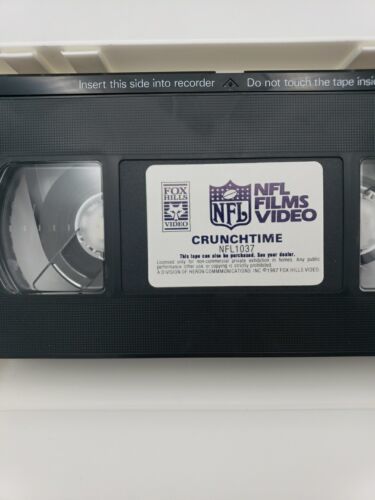 Insert this side into recorder Do not touch the tape insi
FOX
HILLS
VIDEO
NFL
NFL
FILMS
VIDEO
CRUNCHTIME
NFL1037
This tape can also be purchased. See your dealer.
Licensed only for non-commercial private exhibition in homes. Any public
performance other use, or copying is strictly prohibited.
A DIVISION OF HERON COMMMUNICATIONS, INC. ©1987 FOX HILLS VIDEO.